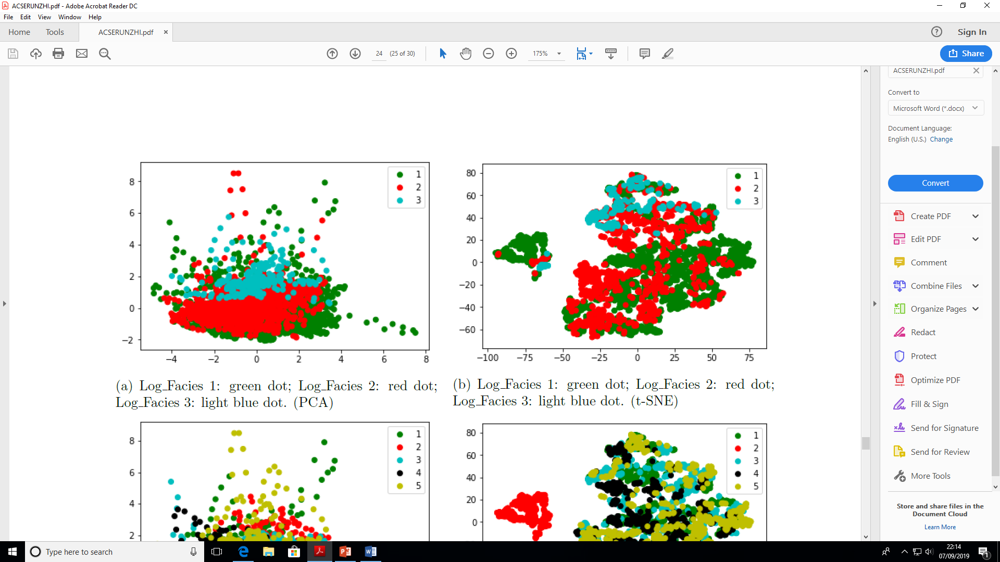 ACSERUNZHI.pdf - Adobe Acrobat Reader DC
File Edit View Window Help
Home Tools ACSERUNZHI.pdf
Sign In
24 (25 of 30) 175%
Share
ACSERUNZHI.pdf
Convert to
Microsoft Word (*.docx)
Document Language:
English (U.S.) Change
Convert
Create PDF
Edit PDF
Comment
Combine Files
Organize Pages
Redact
Protect
Optimize PDF
Fill & Sign
Send for Signature
Send for Review
More Tools
Store and share files in the
Document Cloud
Learn More
8
6
4
2
0
−2
−4 −2 0 2 4 6 8
1
2
3
80
60
40
20
0
−20
−40
−60
−100 −75 −50 −25 0 25 50 75
1
2
3
(a) Log_Facies 1: green dot; Log_Facies 2: red dot;
Log_Facies 3: light blue dot. (PCA)
(b) Log_Facies 1: green dot; Log_Facies 2: red dot;
Log_Facies 3: light blue dot. (t-SNE)
8
6
4
2
1
2
3
4
5
80
60
40
20
0
1
2
3
4
5
Type here to search
22:14
07/09/2019
1